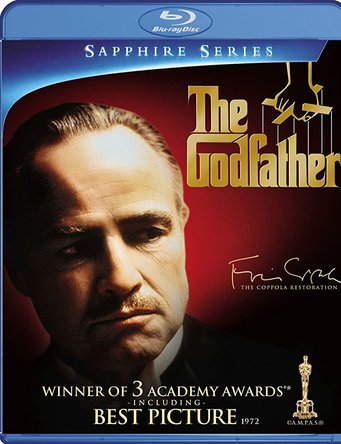 Blu-ray Disc
SAPPHIRE SERIES
The
Godfather
THE COPPOLA RESTORATION
WINNER OF 3 ACADEMY AWARDS®*
-INCLUDING-
BEST PICTURE 1972
©A.M.P.A.S.®